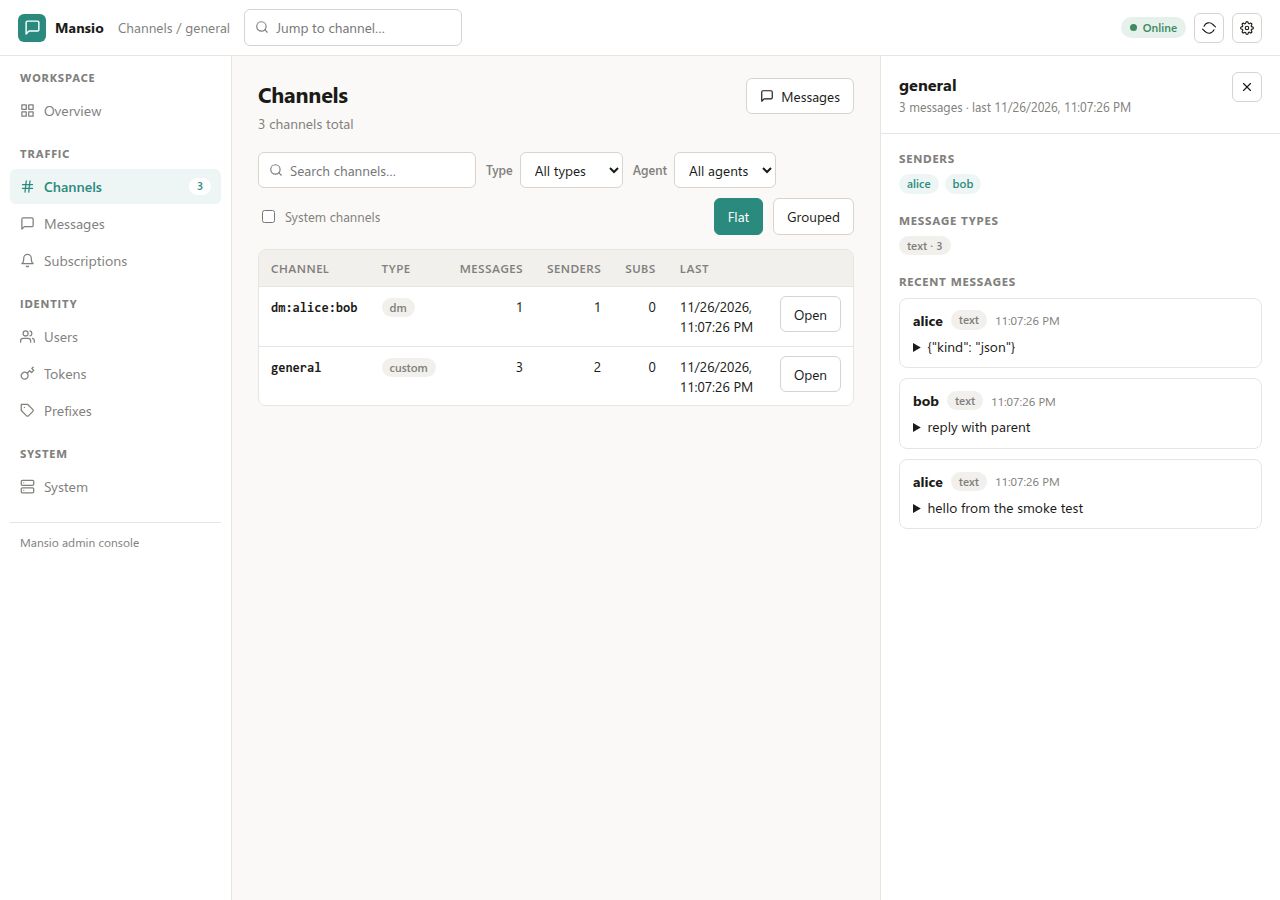 Mansio
Channels / general
Jump to channel...
Online
WORKSPACE
Overview
TRAFFIC
Channels
3
Messages
Subscriptions
IDENTITY
Users
Tokens
Prefixes
SYSTEM
System
Mansio admin console
Channels
3 channels total
Messages
Search channels...
Type
All types
Agent
All agents
System channels
Flat
Grouped
CHANNEL TYPE MESSAGES SENDERS SUBS LAST
dm:alice:bob dm 1 1 0 11/26/2026,
11:07:26 PM
Open
general custom 3 2 0 11/26/2026,
11:07:26 PM
Open
general
3 messages · last 11/26/2026, 11:07:26 PM
SENDERS
alice bob
MESSAGE TYPES
text · 3
RECENT MESSAGES
alice text 11:07:26 PM
{"kind": "json"}
bob text 11:07:26 PM
reply with parent
alice text 11:07:26 PM
hello from the smoke test